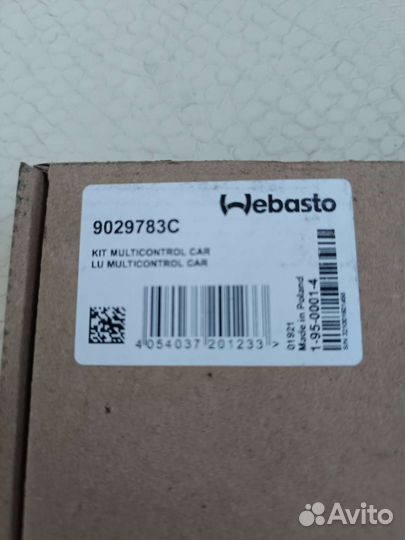 Webasto
9029783C
KIT MULTICONTROL CAR
LU MULTICONTROL CAR
4 054037 201233 >
01921
Made in Poland
1-95-0001-4
Avito